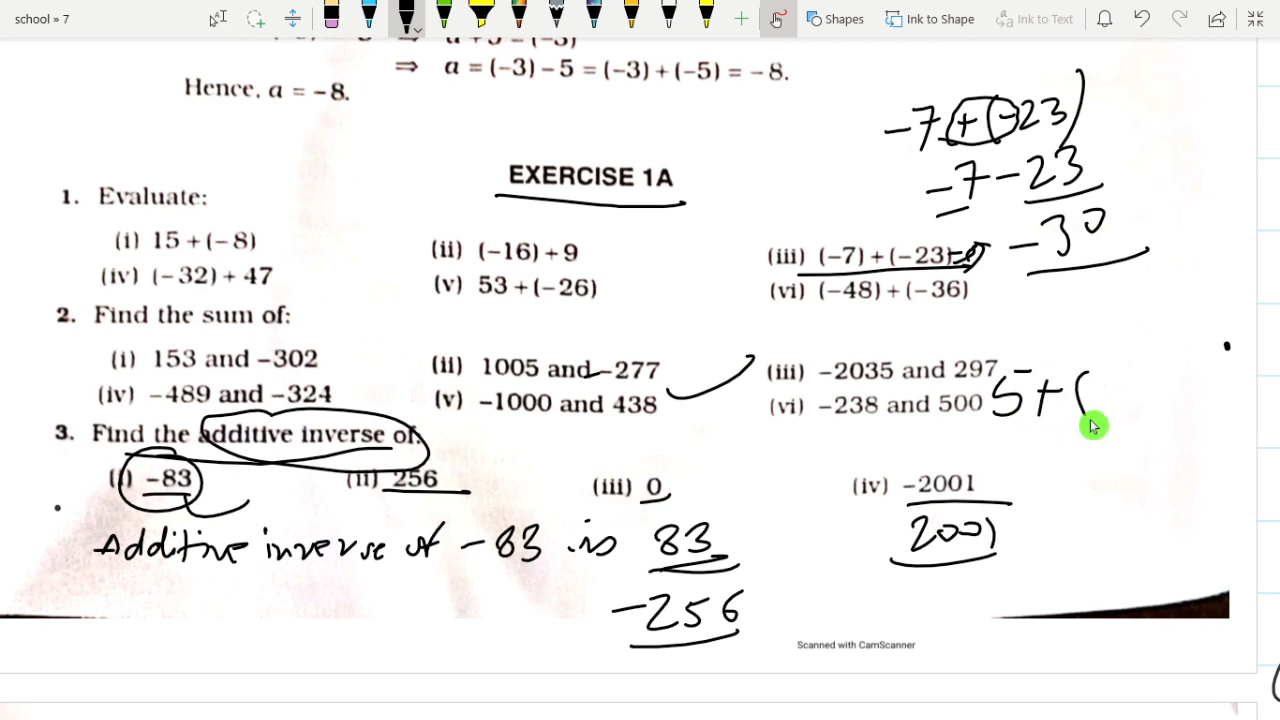 school » 7
Shapes
Ink to Shape
Ink to Text
⇒ a = (−3) − 5 = (−3) + (−5) = − 8.
Hence, a = − 8.
-7 + (-23)
-7 - 23
-30
EXERCISE 1A
1. Evaluate:
(i) 15 + (− 8)
(ii) (−16) + 9
(iii) (−7) + (−23)
(iv) (−32) + 47
(v) 53 + (−26)
(vi) (−48) + (−36)
2. Find the sum of:
(i) 153 and −302
(ii) 1005 and −277
(iii) −2035 and 297
(iv) −489 and −324
(v) −1000 and 438
(vi) −238 and 500
5 + (
3. Find the additive inverse of:
(i) −83
(ii) 256
(iii) 0
(iv) −2001
2001
Additive inverse of -83 is 83
-256
Scanned with CamScanner